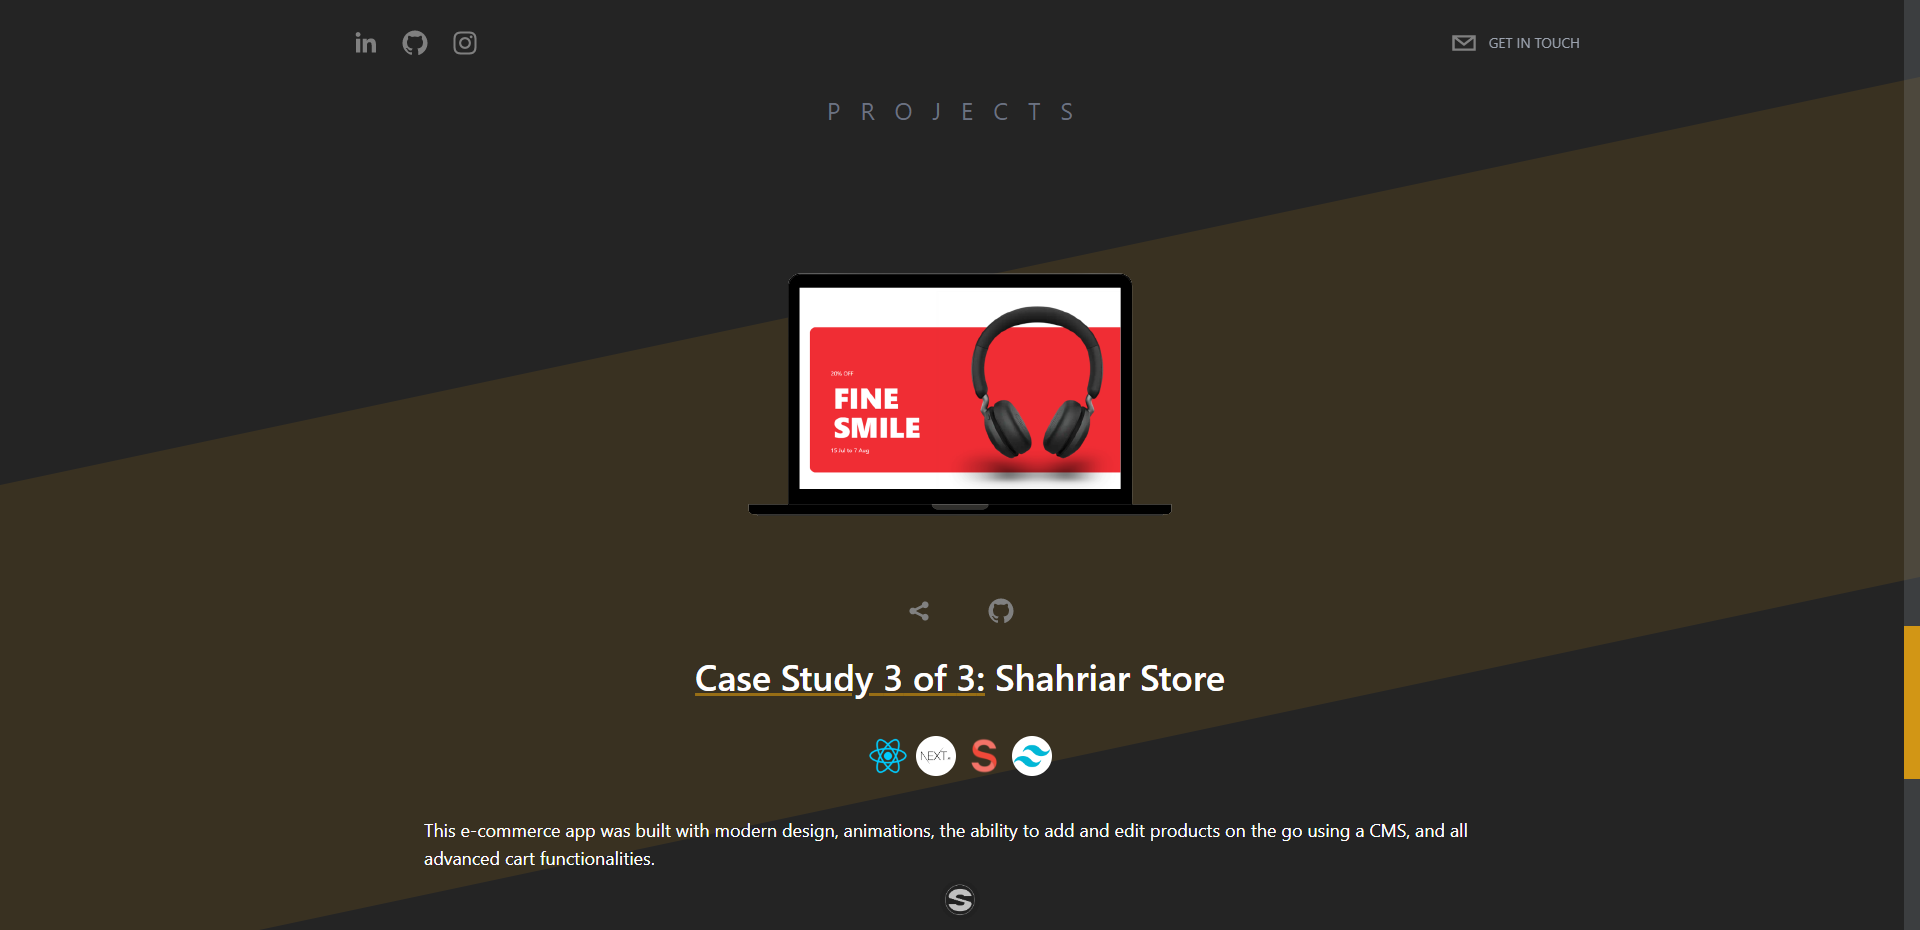 GET IN TOUCH
PROJECTS
20% OFF
FINE
SMILE
15 Jul to 7 Aug
Case Study 3 of 3: Shahriar Store
NEXT.
S
This e-commerce app was built with modern design, animations, the ability to add and edit products on the go using a CMS, and all
advanced cart functionalities.
S